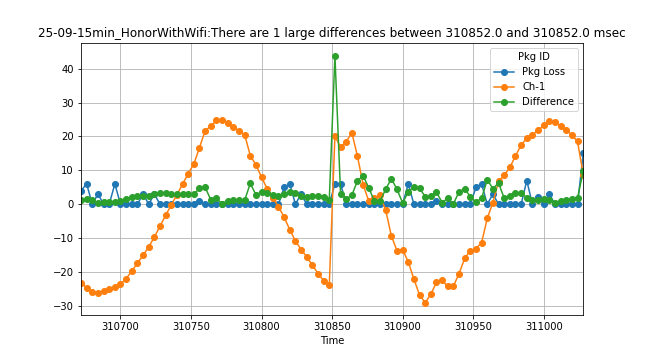 25-09-15min_HonorWithWifi:There are 1 large differences between 310852.0 and 310852.0 msec
Pkg ID
Pkg Loss
Ch-1
Difference
40
30
20
10
0
−10
−20
−30
310700 310750 310800 310850 310900 310950 311000
Time